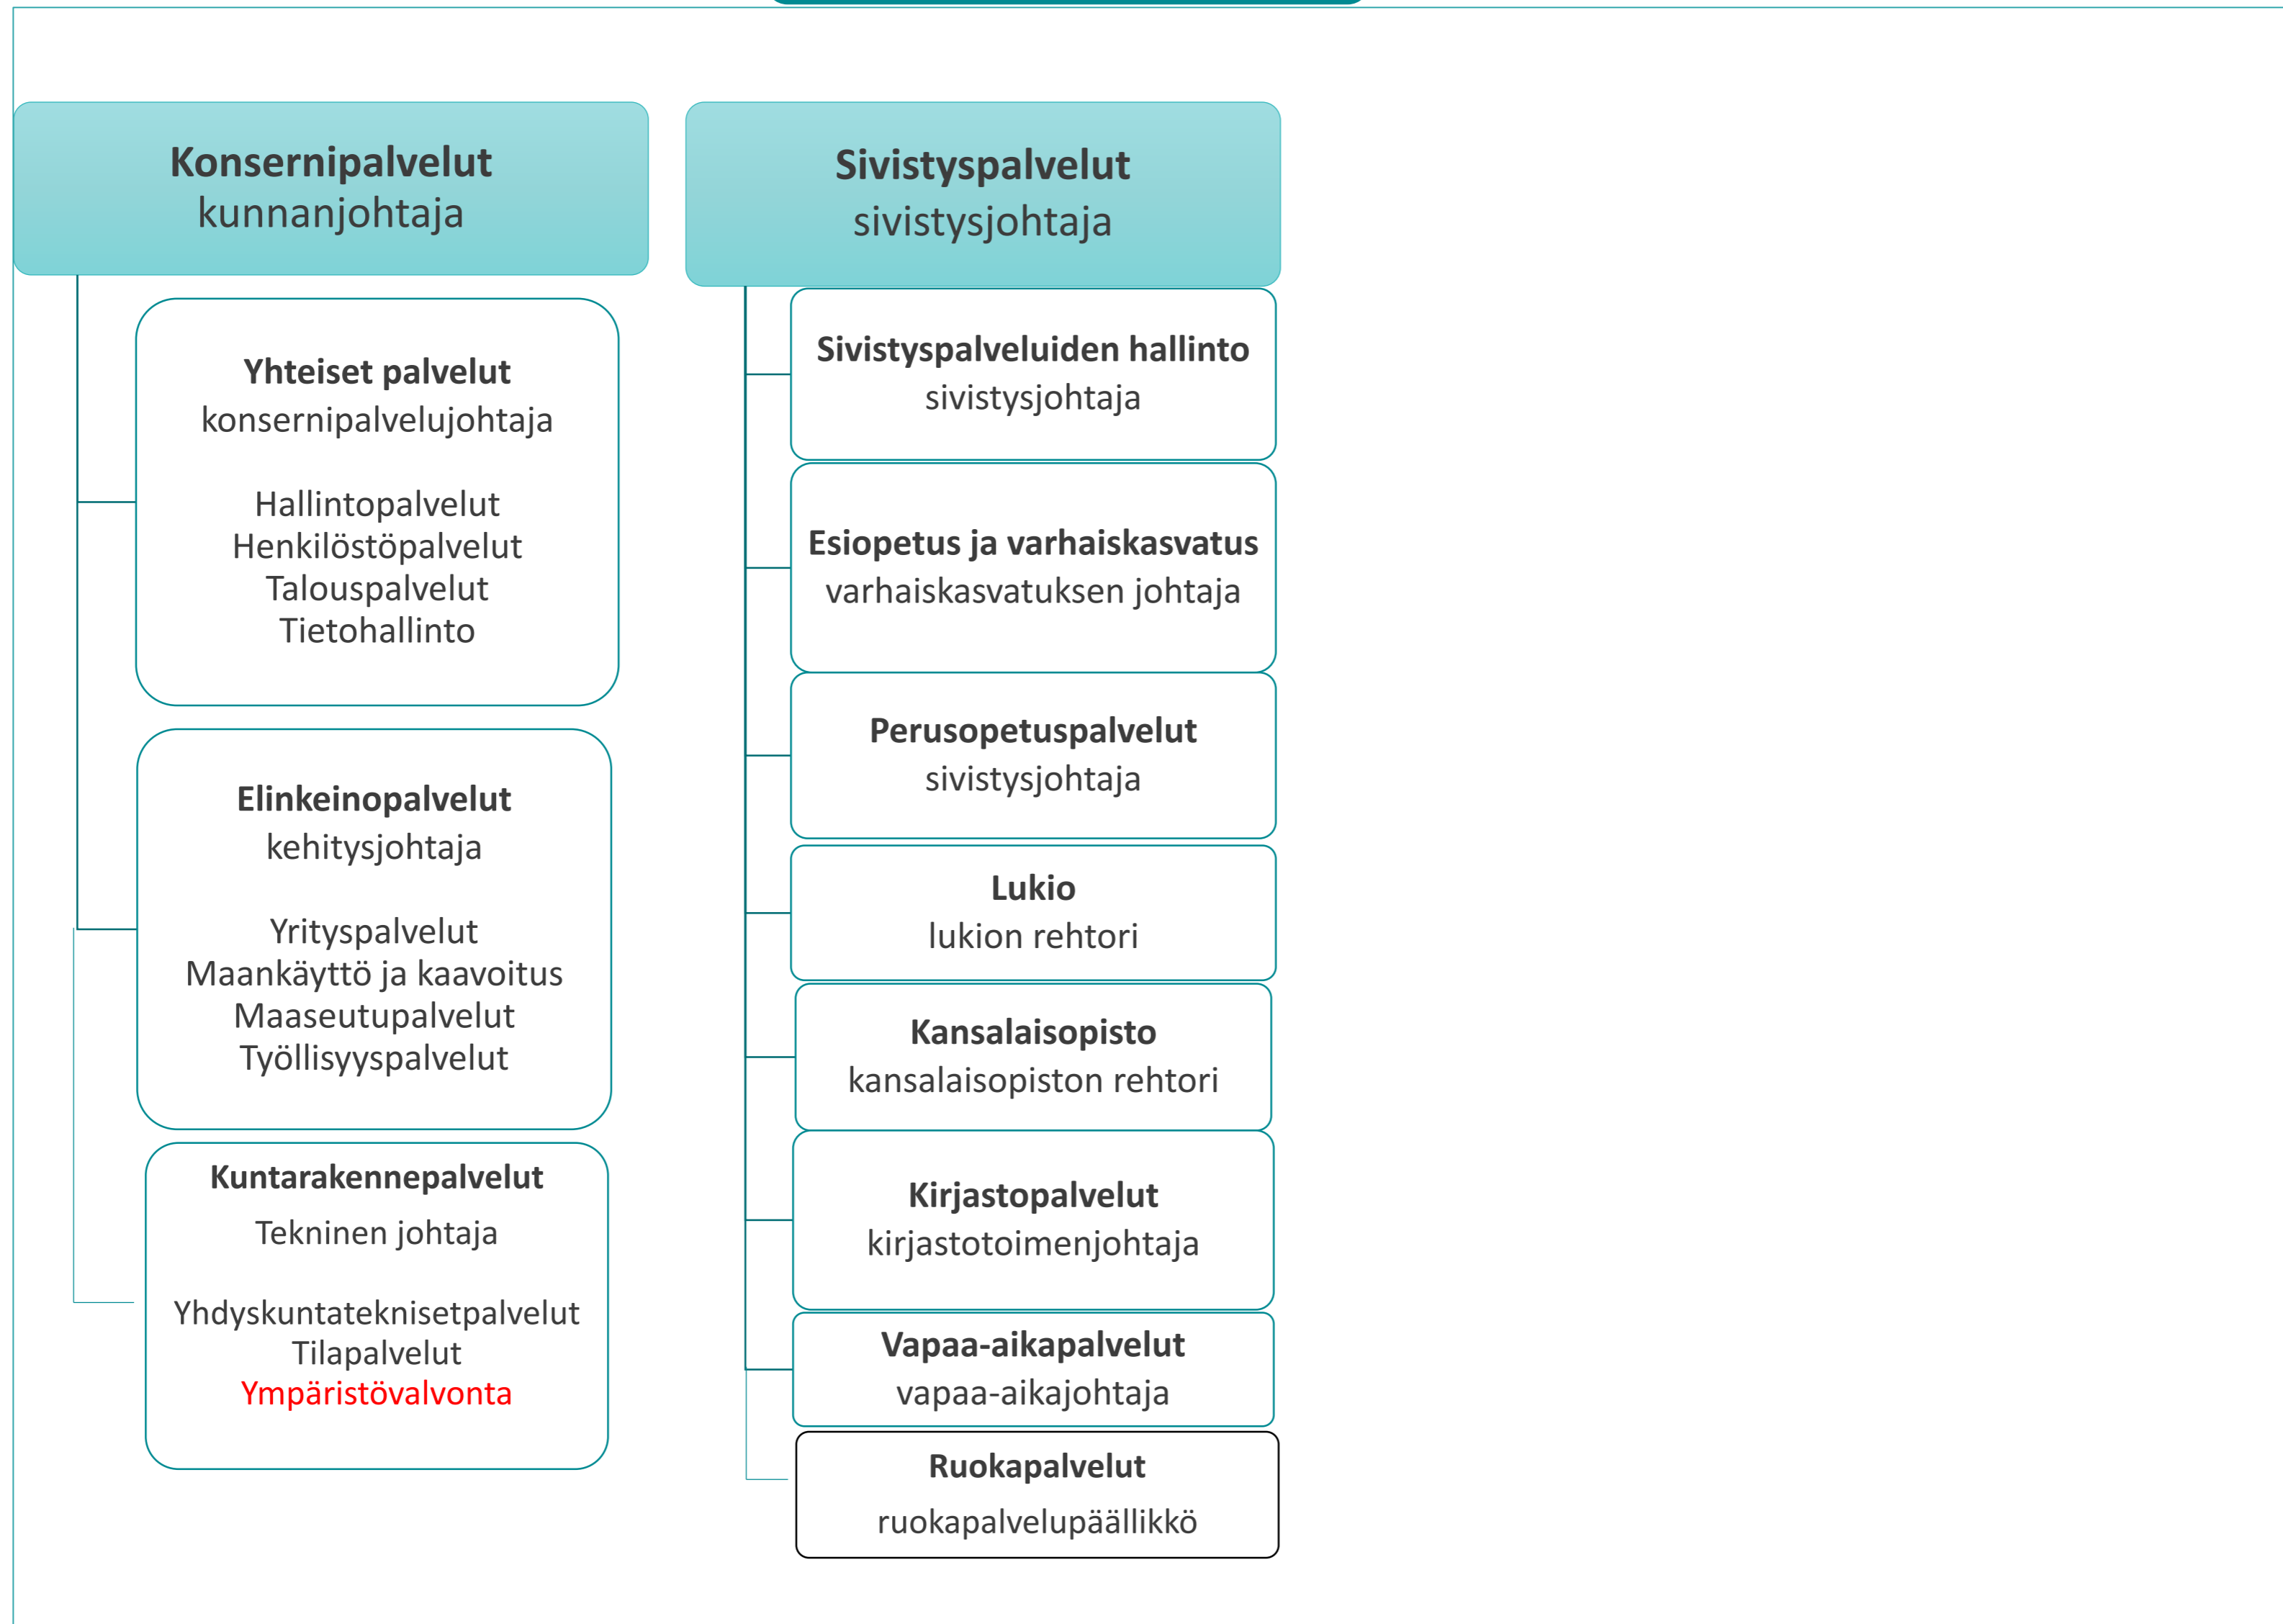 Konsernipalvelut
kunnanjohtaja
Yhteiset palvelut
konsernipalvelujohtaja
Hallintopalvelut
Henkilöstöpalvelut
Talouspalvelut
Tietohallinto
Elinkeinopalvelut
kehitysjohtaja
Yrityspalvelut
Maankäyttö ja kaavoitus
Maaseutupalvelut
Työllisyyspalvelut
Kuntarakennepalvelut
Tekninen johtaja
Yhdyskuntateknisetpalvelut
Tilapalvelut
Ympäristövalvonta
Sivistyspalvelut
sivistysjohtaja
Sivistyspalveluiden hallinto
sivistysjohtaja
Esiopetus ja varhaiskasvatus
varhaiskasvatuksen johtaja
Perusopetuspalvelut
sivistysjohtaja
Lukio
lukion rehtori
Kansalaisopisto
kansalaisopiston rehtori
Kirjastopalvelut
kirjastotoimenjohtaja
Vapaa-aikapalvelut
vapaa-aikajohtaja
Ruokapalvelut
ruokapalvelupäällikkö